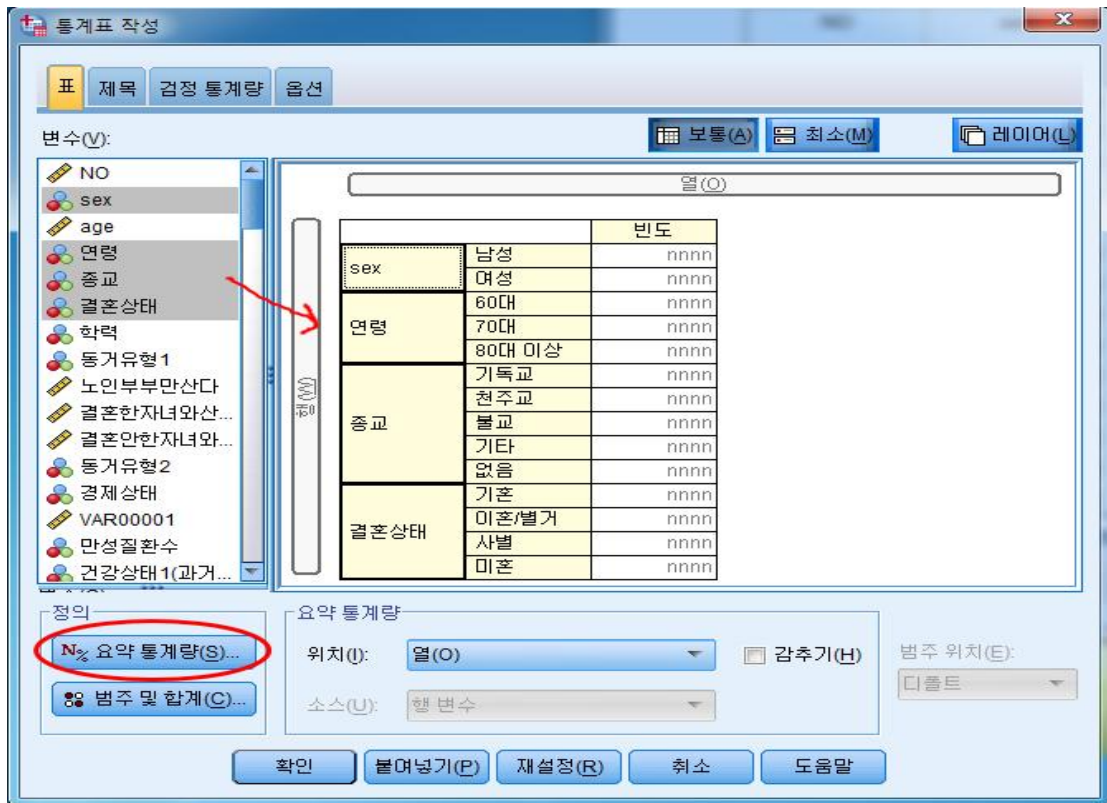 통계표 작성
표 제목 검정 통계량 옵션
변수(V):
보통(A) 최소(M) 레이어(L)
NO
sex
age
연령
종교
결혼상태
학력
동거유형1
노인부부만산다
결혼한자녀와산...
결혼안한자녀와...
동거유형2
경제상태
VAR00001
만성질환수
건강상태1(과거...
열(O)
행(W)
빈도
sex 남성 nnnn
여성 nnnn
연령 60대 nnnn
70대 nnnn
80대 이상 nnnn
종교 기독교 nnnn
천주교 nnnn
불교 nnnn
기타 nnnn
없음 nnnn
결혼상태 기혼 nnnn
이혼/별거 nnnn
사별 nnnn
미혼 nnnn
정의
N% 요약 통계량(S)...
범주 및 합계(C)...
요약 통계량
위치(I): 열(O) 감추기(H)
소스(U): 행 변수
범주 위치(E):
디폴트
확인 붙여넣기(P) 재설정(R) 취소 도움말